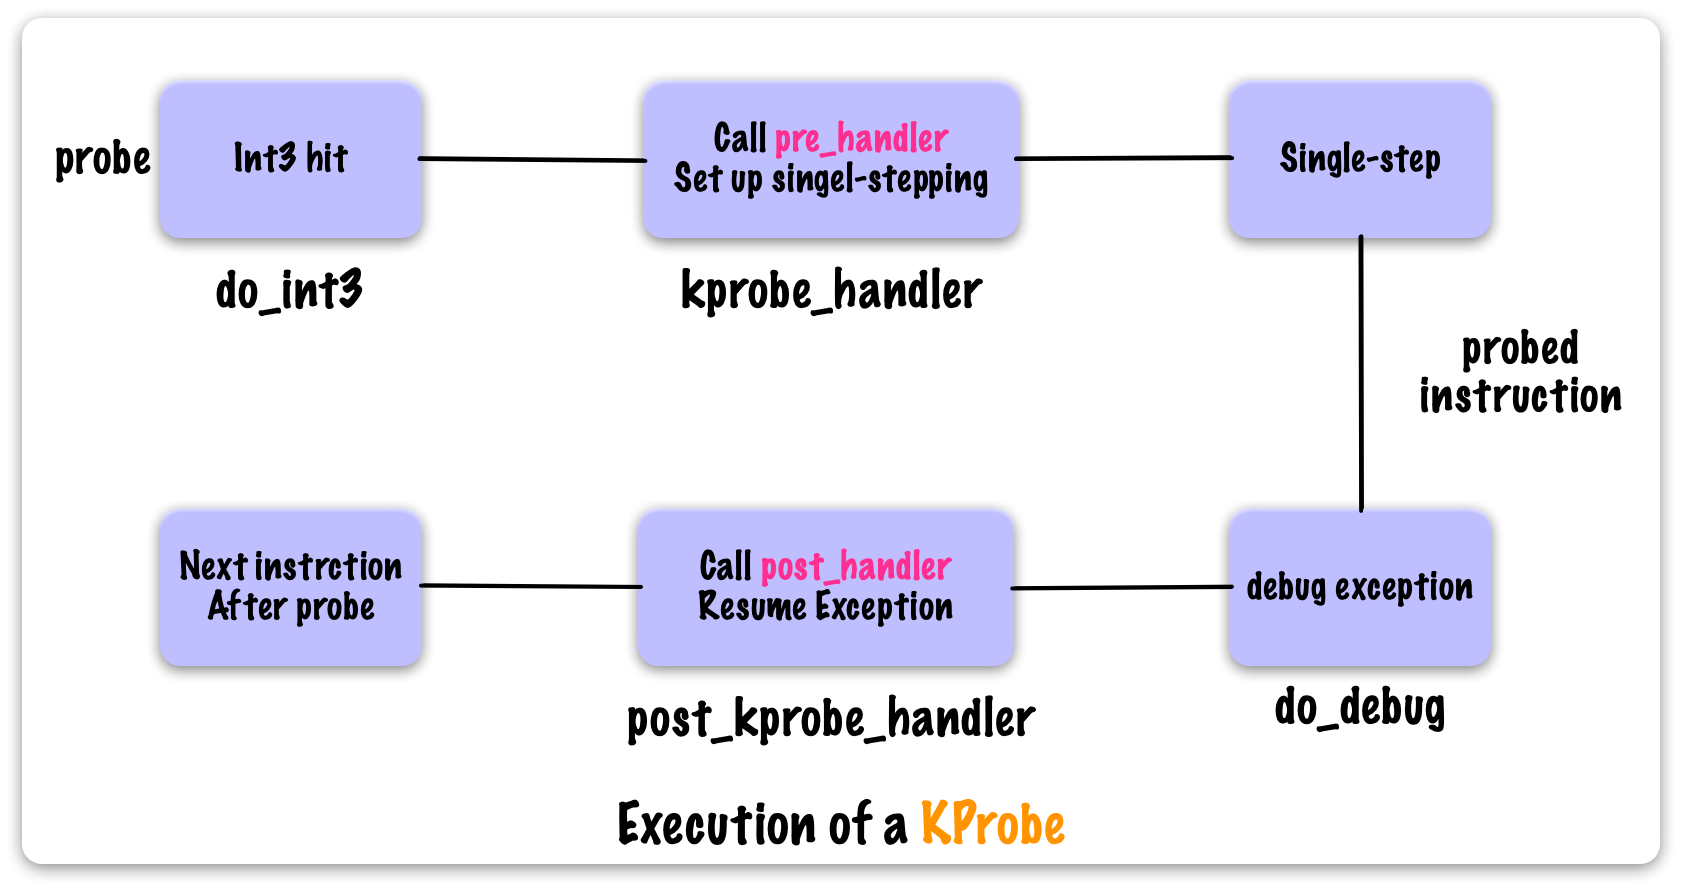 probe
Int3 hit
do_int3
Call pre_handler
Set up singel-stepping
kprobe_handler
Single-step
probed
instruction
debug exception
do_debug
Call post_handler
Resume Exception
post_kprobe_handler
Next instrction
After probe
Execution of a KProbe